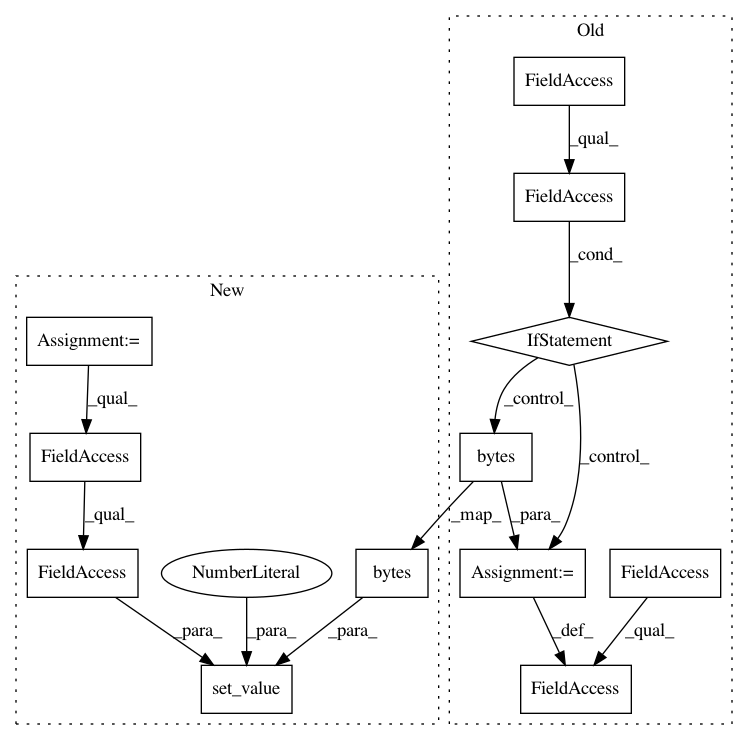 Old
FieldAccess
_qual_
FieldAccess
_cond_
New
Assignment:=
IfStatement
_qual_
_control_
FieldAccess
bytes
_control_
_qual_
_map_
_para_
FieldAccess
NumberLiteral
bytes
Assignment:=
FieldAccess
_para_
_para_
_para_
_def_
_qual_
set_value
FieldAccess